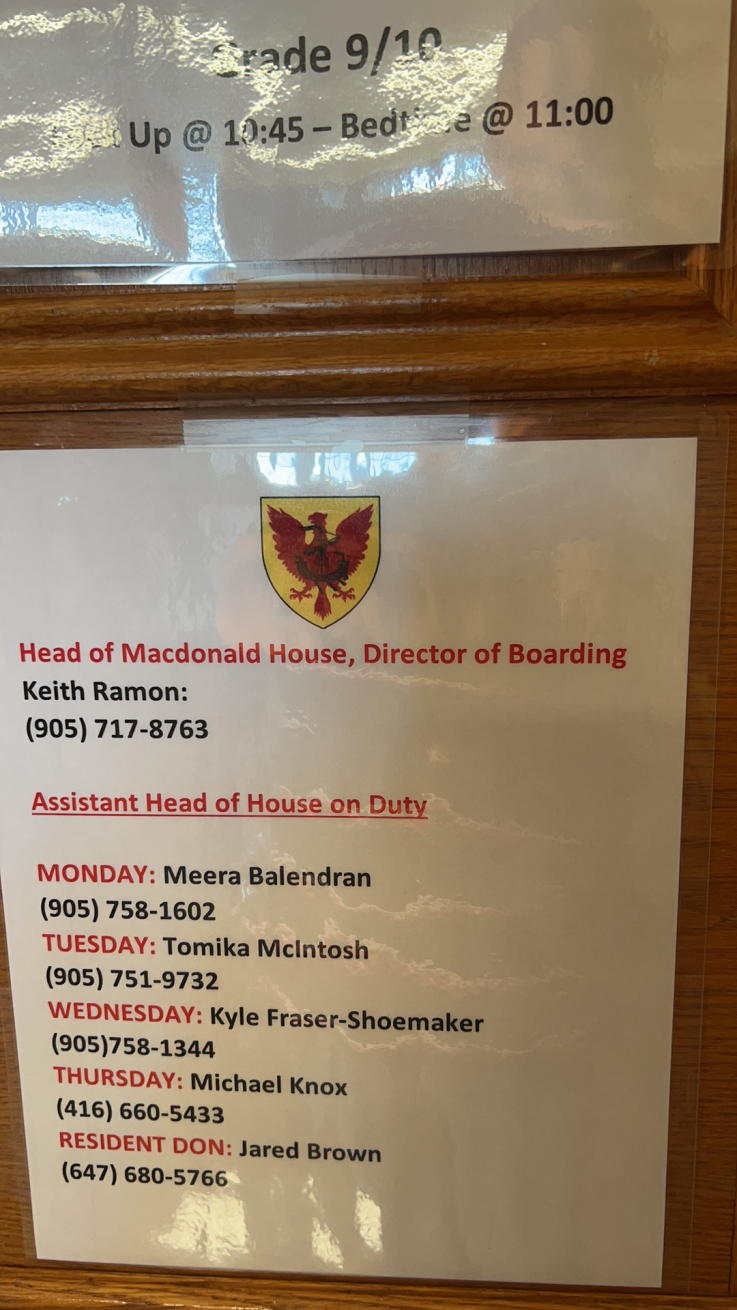 Grade 9/10
Up @ 10:45 – Bedtime @ 11:00
Head of Macdonald House, Director of Boarding
Keith Ramon:
(905) 717-8763
Assistant Head of House on Duty
MONDAY: Meera Balendran
(905) 758-1602
TUESDAY: Tomika McIntosh
(905) 751-9732
WEDNESDAY: Kyle Fraser-Shoemaker
(905)758-1344
THURSDAY: Michael Knox
(416) 660-5433
RESIDENT DON: Jared Brown
(647) 680-5766